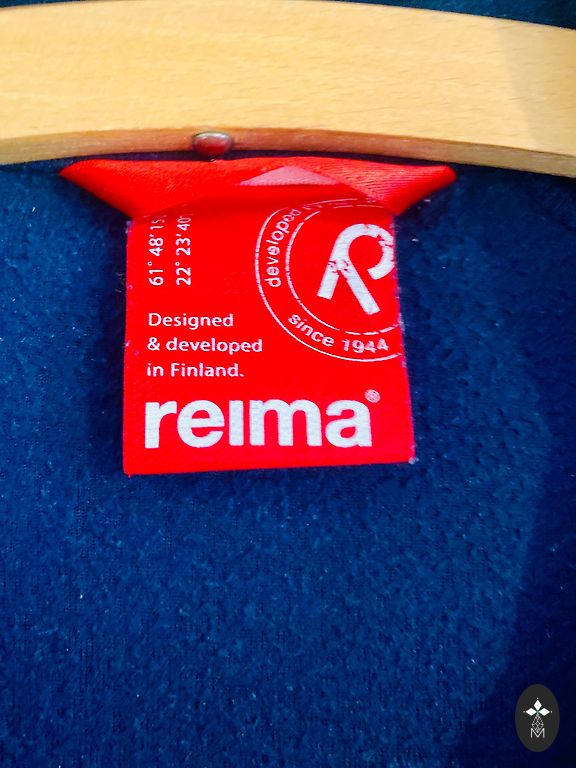 61° 48' 15
22° 23' 40
developed
since 1944
Designed
& developed
in Finland.
reima®